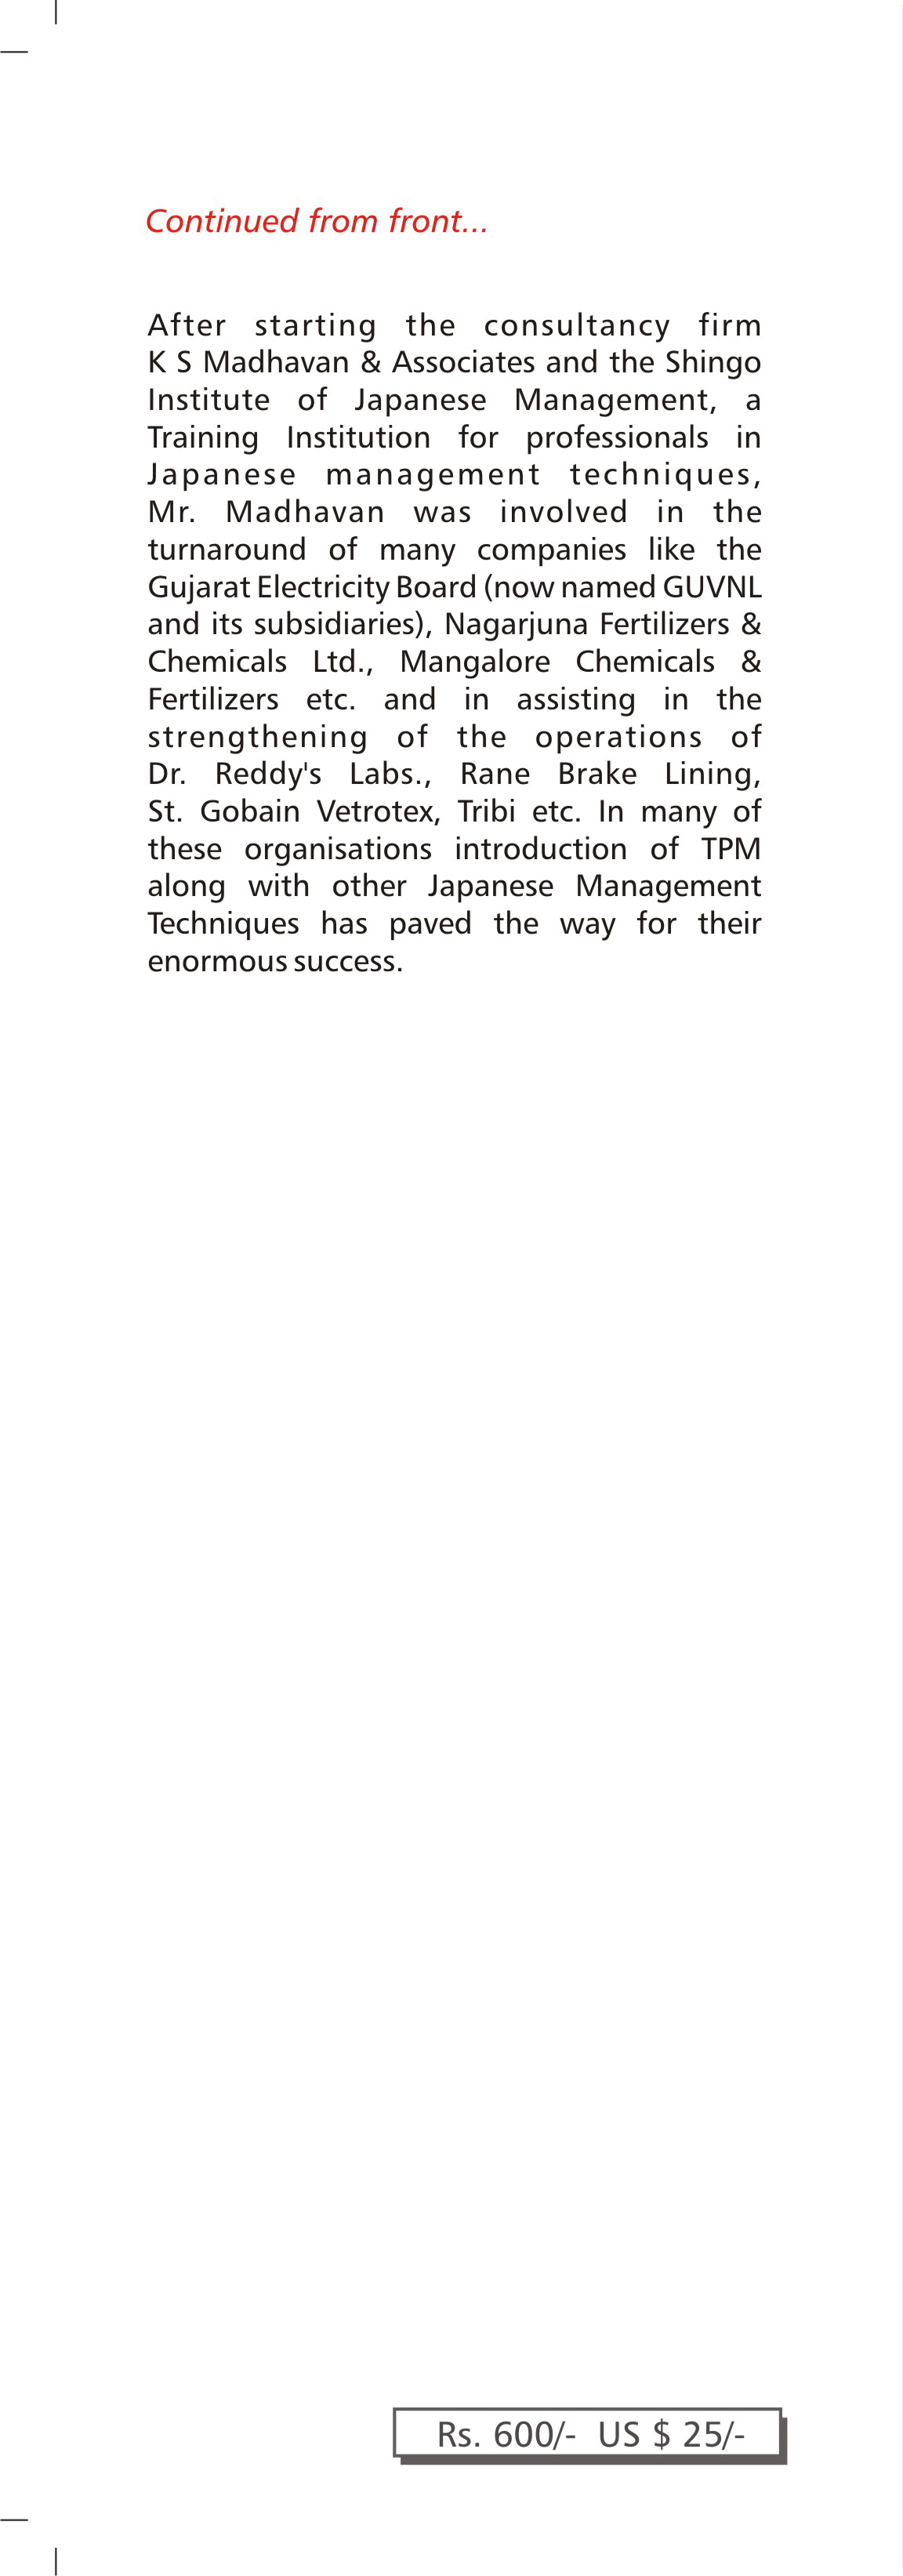 Continued from front...
After starting the consultancy firm
K S Madhavan & Associates and the Shingo
Institute of Japanese Management, a
Training Institution for professionals in
Japanese management techniques,
Mr. Madhavan was involved in the
turnaround of many companies like the
Gujarat Electricity Board (now named GUVNL
and its subsidiaries), Nagarjuna Fertilizers &
Chemicals Ltd., Mangalore Chemicals &
Fertilizers etc. and in assisting in the
strengthening of the operations of
Dr. Reddy's Labs., Rane Brake Lining,
St. Gobain Vetrotex, Tribi etc. In many of
these organisations introduction of TPM
along with other Japanese Management
Techniques has paved the way for their
enormous success.
Rs. 600/- US $ 25/-